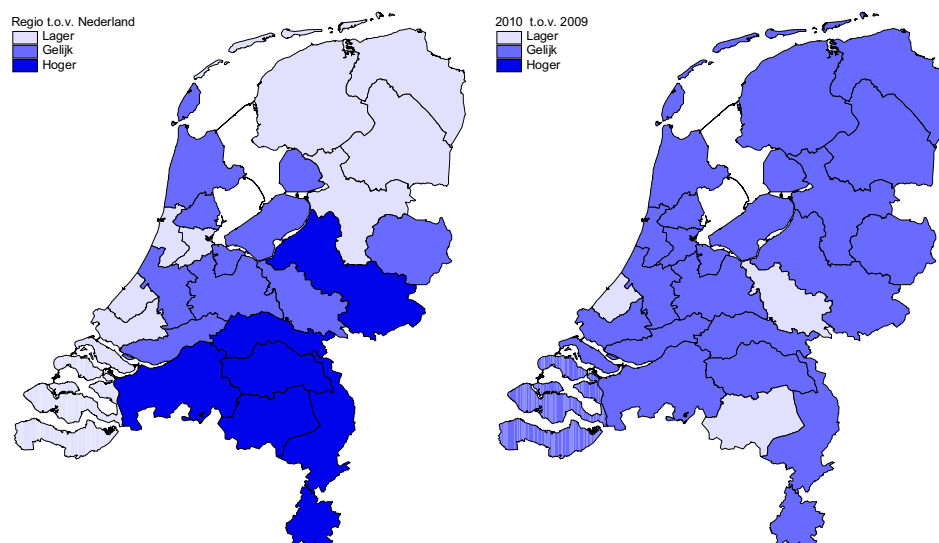 Regio t.o.v. Nederland
Lager
Gelijk
Hoger
2010 t.o.v. 2009
Lager
Gelijk
Hoger